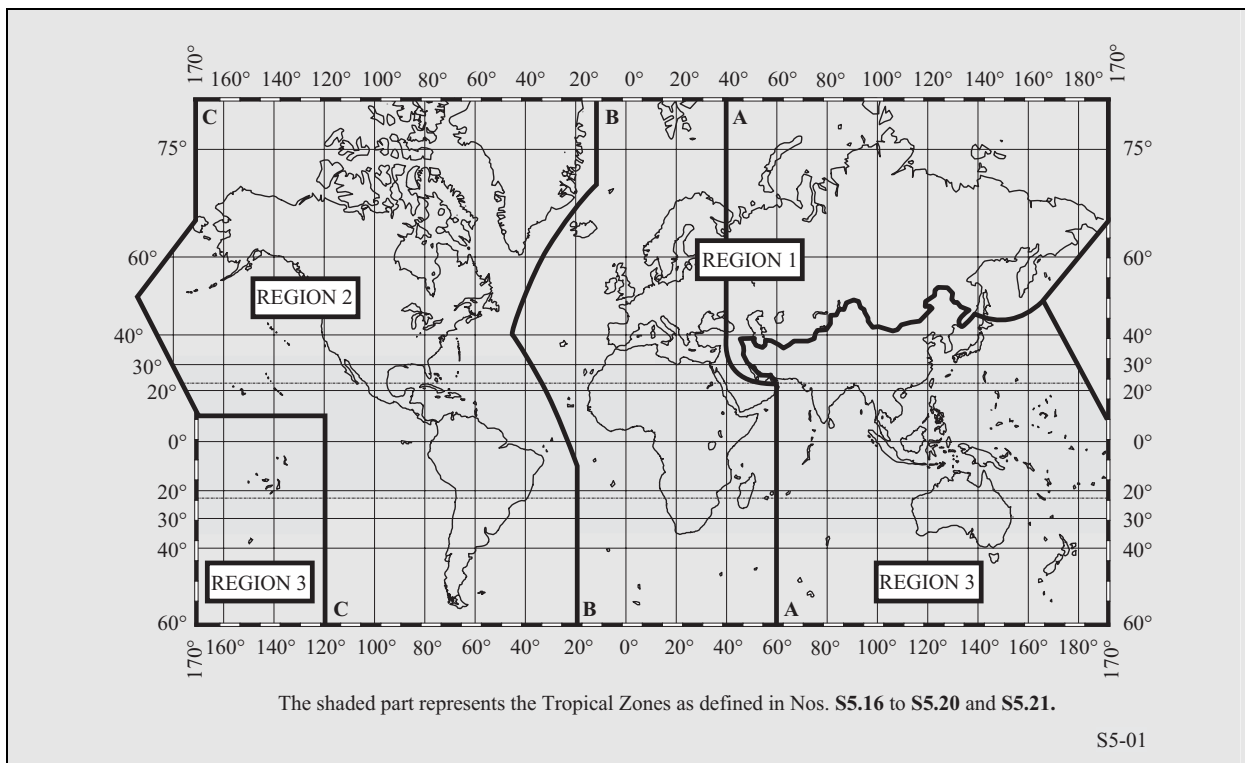 170° 160° 140° 120° 100° 80° 60° 40° 20° 0° 20° 40° 60° 80° 100° 120° 140° 160° 180° 170°
C B A
75° 75°
60° 60°
REGION 1
REGION 2
40° 40°
30° 30°
20° 20°
0° 0°
20° 20°
30° 30°
40° 40°
REGION 3 REGION 3
C B A
60° 60°
170° 160° 140° 120° 100° 80° 60° 40° 20° 0° 20° 40° 60° 80° 100° 120° 140° 160° 180° 170°
The shaded part represents the Tropical Zones as defined in Nos. S5.16 to S5.20 and S5.21.
S5-01